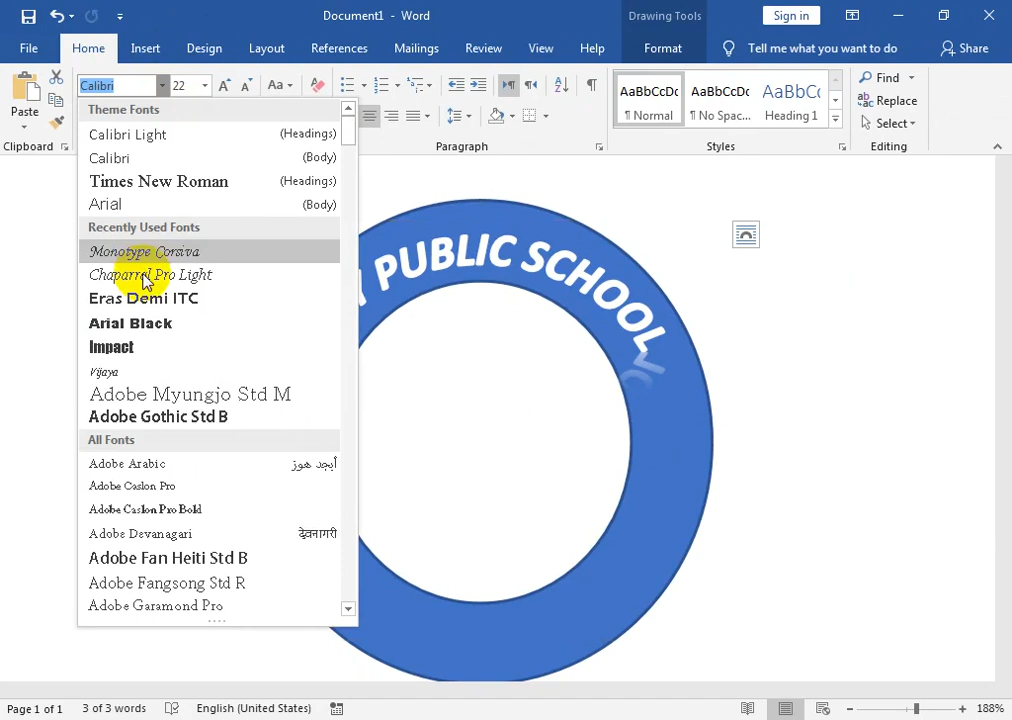 Document1 - Word
Drawing Tools
Sign in
File Home Insert Design Layout References Mailings Review View Help Format Tell me what you want to do Share
Paste
Calibri 22 Aa
AaBbCcDc AaBbCcDc AaBbCc
¶ Normal ¶ No Spac... Heading 1
Find
Replace
Select
Clipboard Paragraph Styles Editing
Theme Fonts
Calibri Light (Headings)
Calibri (Body)
Times New Roman (Headings)
Arial (Body)
Recently Used Fonts
Monotype Corsiva
Chaparral Pro Light
Eras Demi ITC
Arial Black
Impact
Vijaya
Adobe Myungjo Std M
Adobe Gothic Std B
All Fonts
Adobe Arabic أبجد هوز
Adobe Caslon Pro
Adobe Caslon Pro Bold
Adobe Devanagari देवनागरी
Adobe Fan Heiti Std B
Adobe Fangsong Std R
Adobe Garamond Pro
PUBLIC SCHOOL
Page 1 of 1 3 of 3 words English (United States) 188%